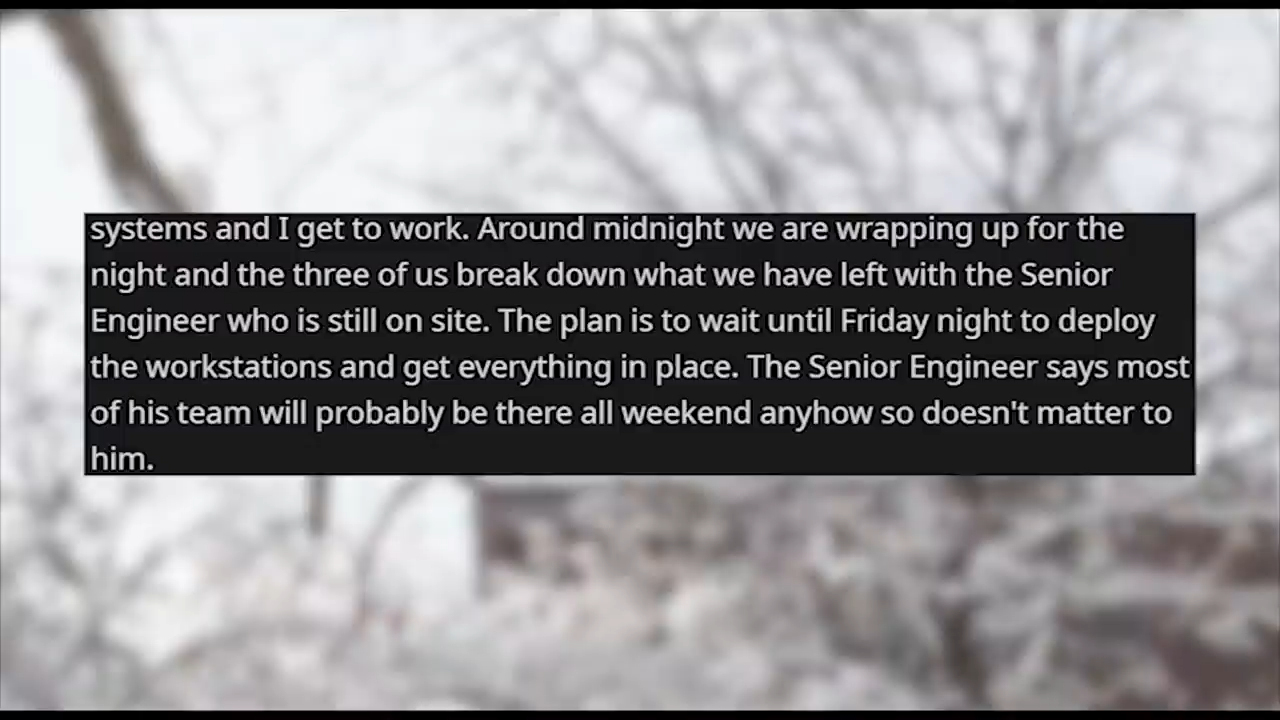 systems and I get to work. Around midnight we are wrapping up for the
night and the three of us break down what we have left with the Senior
Engineer who is still on site. The plan is to wait until Friday night to deploy
the workstations and get everything in place. The Senior Engineer says most
of his team will probably be there all weekend anyhow so doesn't matter to
him.